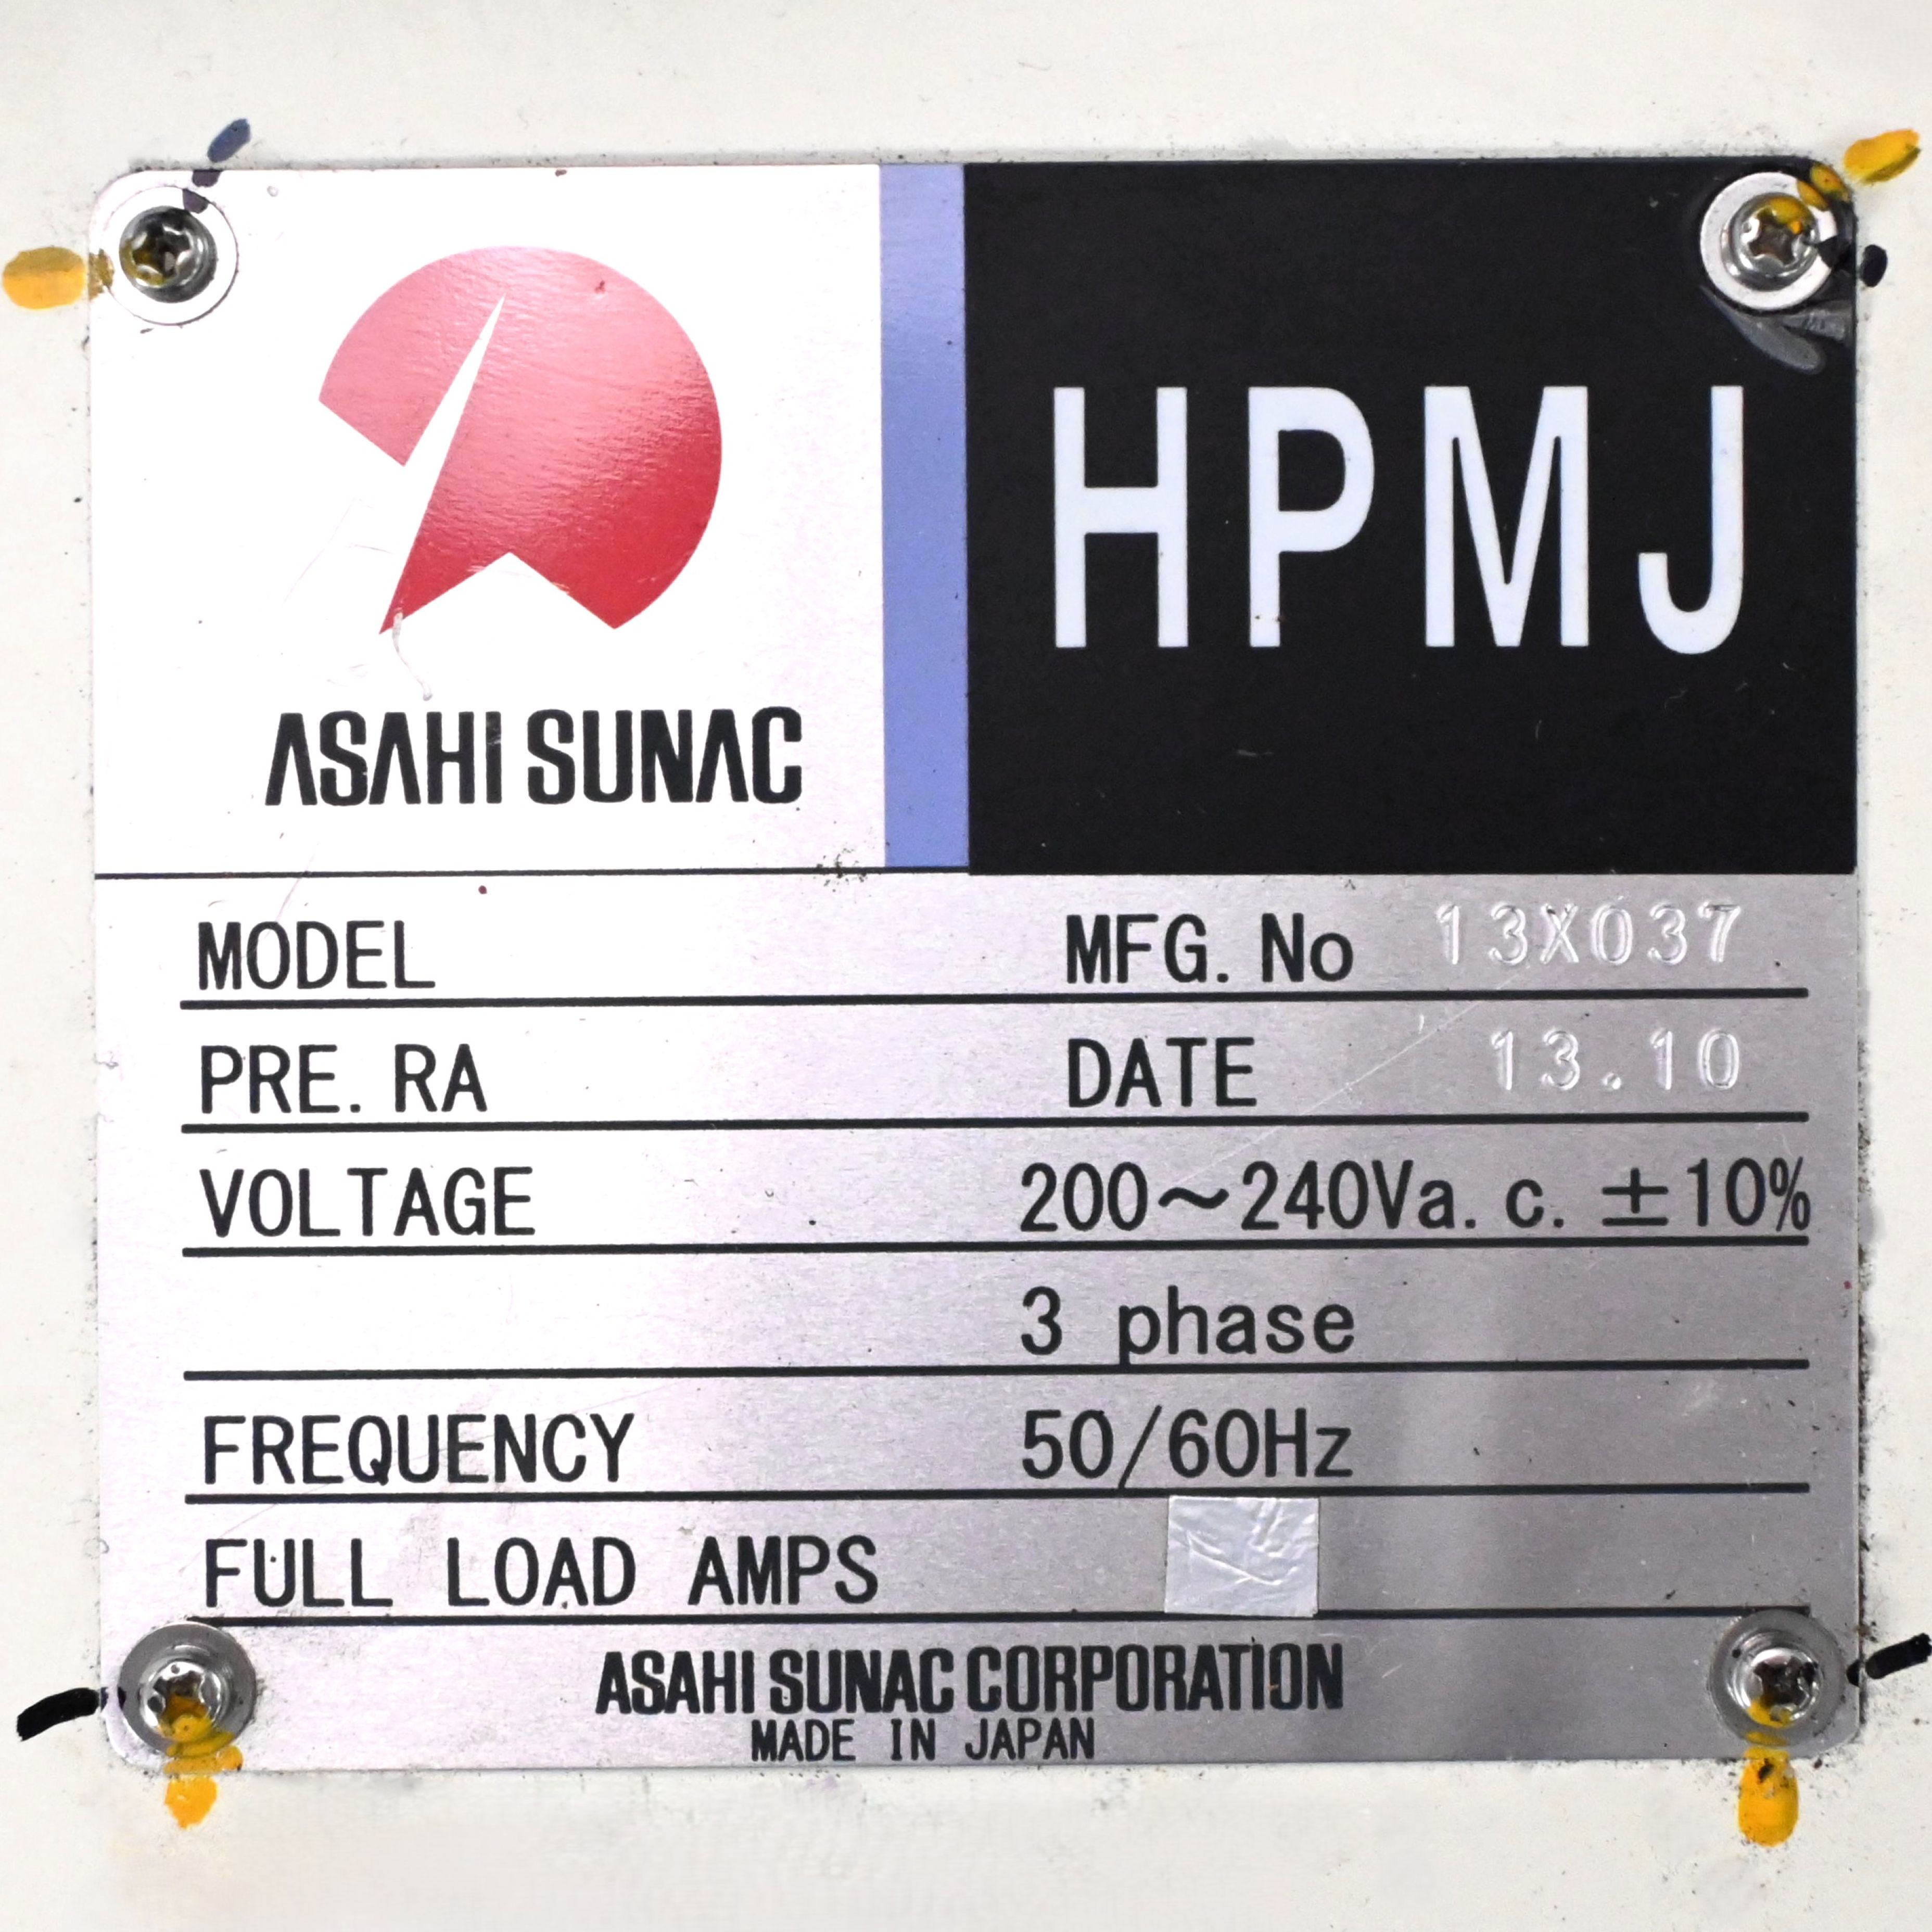 HPMJ
ASAHI SUNAC
MODEL MFG. No 13X037
PRE. RA DATE 13.10
VOLTAGE 200～240Va. c. ±10%
3 phase
FREQUENCY 50/60Hz
FULL LOAD AMPS
ASAHI SUNAC CORPORATION
MADE IN JAPAN